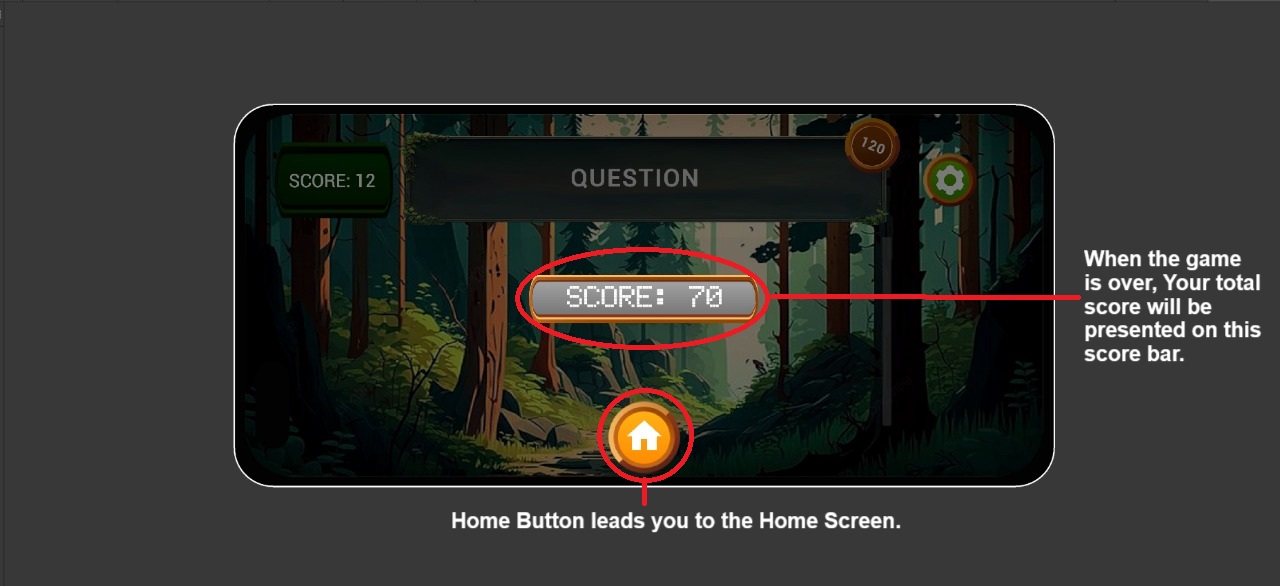 SCORE: 12
QUESTION
120
SCORE: 70
When the game
is over, Your total
score will be
presented on this
score bar.
Home Button leads you to the Home Screen.